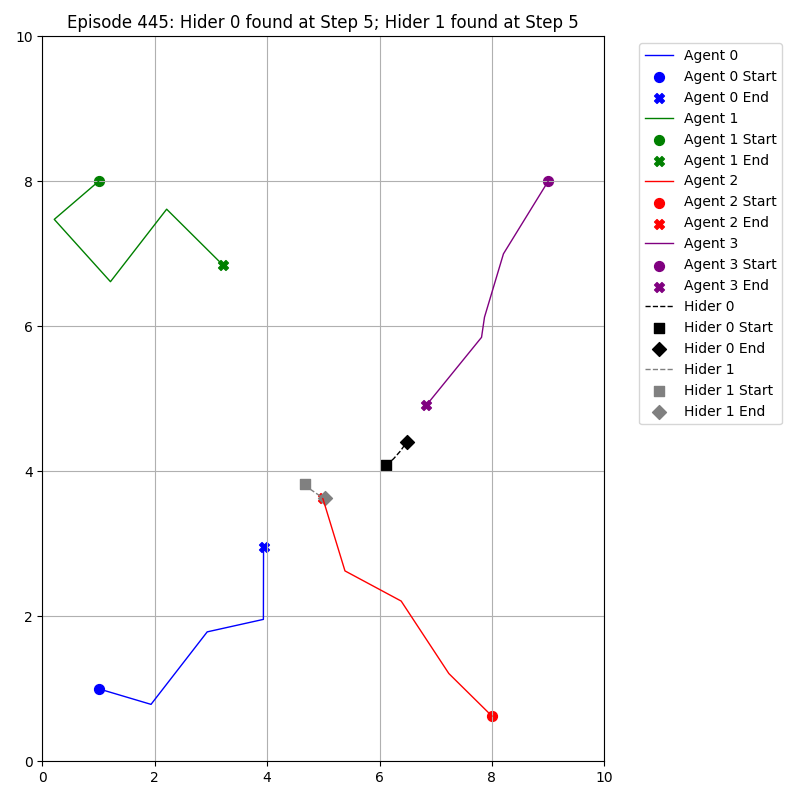 Episode 445: Hider 0 found at Step 5; Hider 1 found at Step 5
10
8
6
4
2
0
0 2 4 6 8 10
Agent 0
Agent 0 Start
Agent 0 End
Agent 1
Agent 1 Start
Agent 1 End
Agent 2
Agent 2 Start
Agent 2 End
Agent 3
Agent 3 Start
Agent 3 End
Hider 0
Hider 0 Start
Hider 0 End
Hider 1
Hider 1 Start
Hider 1 End